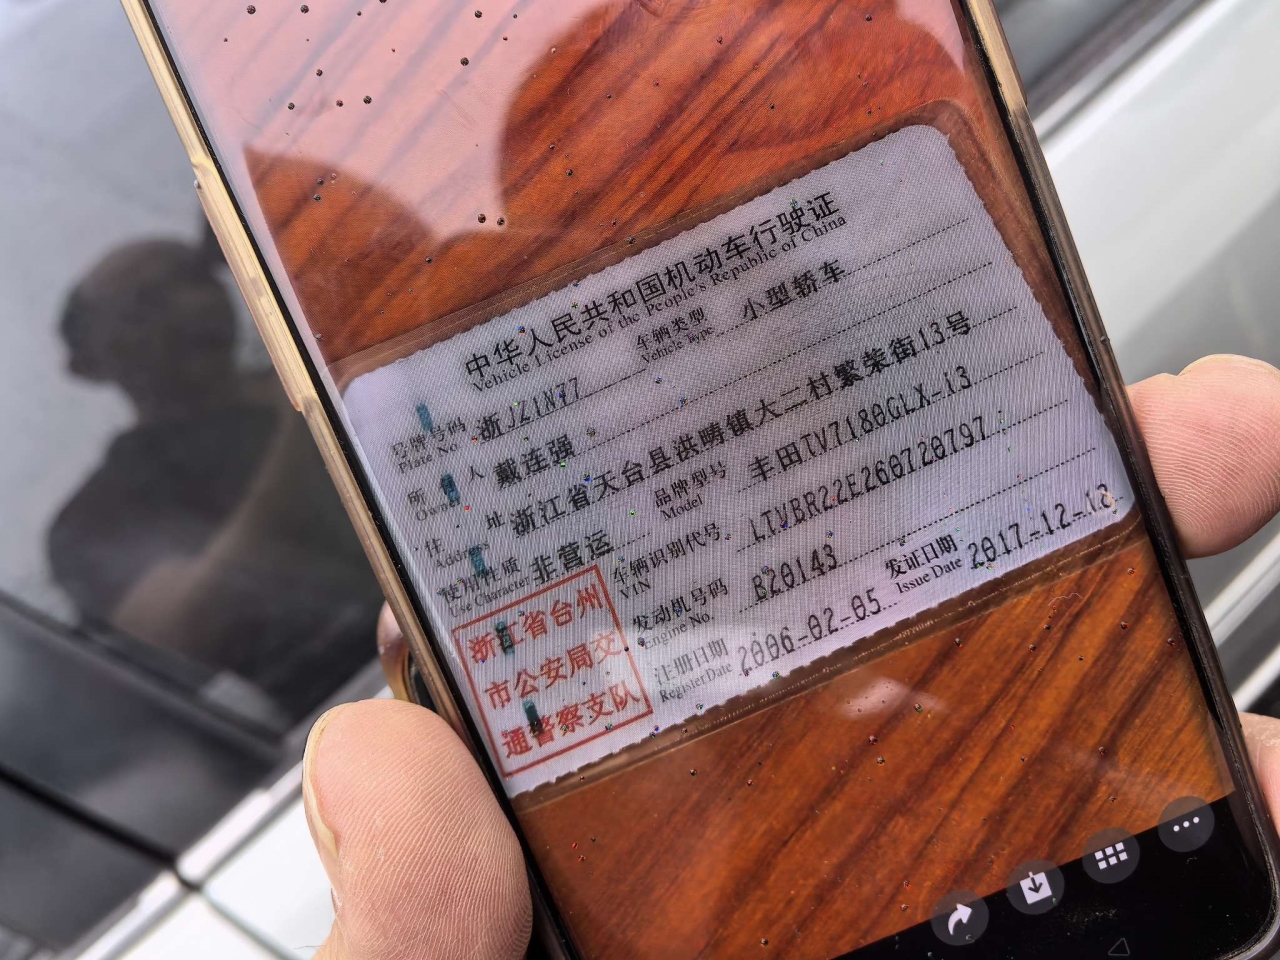 中华人民共和国机动车行驶证
Vehicle License of the People's Republic of China
号牌号码 浙JZ1N77 车辆类型 小型轿车
Plate No. Vehicle Type
所 人 戴连强
Owner
住 址 浙江省天台县洪畴镇大二村繁荣街13号
Address
使用性质 非营运 品牌型号 丰田TV7180GLX-i3
Use Character Model
车辆识别代号 LTVBR22E260720797
VIN
发动机号码 B20143
Engine No.
注册日期 2006-02-05 发证日期 2017-12-12
Register Date Issue Date
浙江省台州
市公安局交
通警察支队